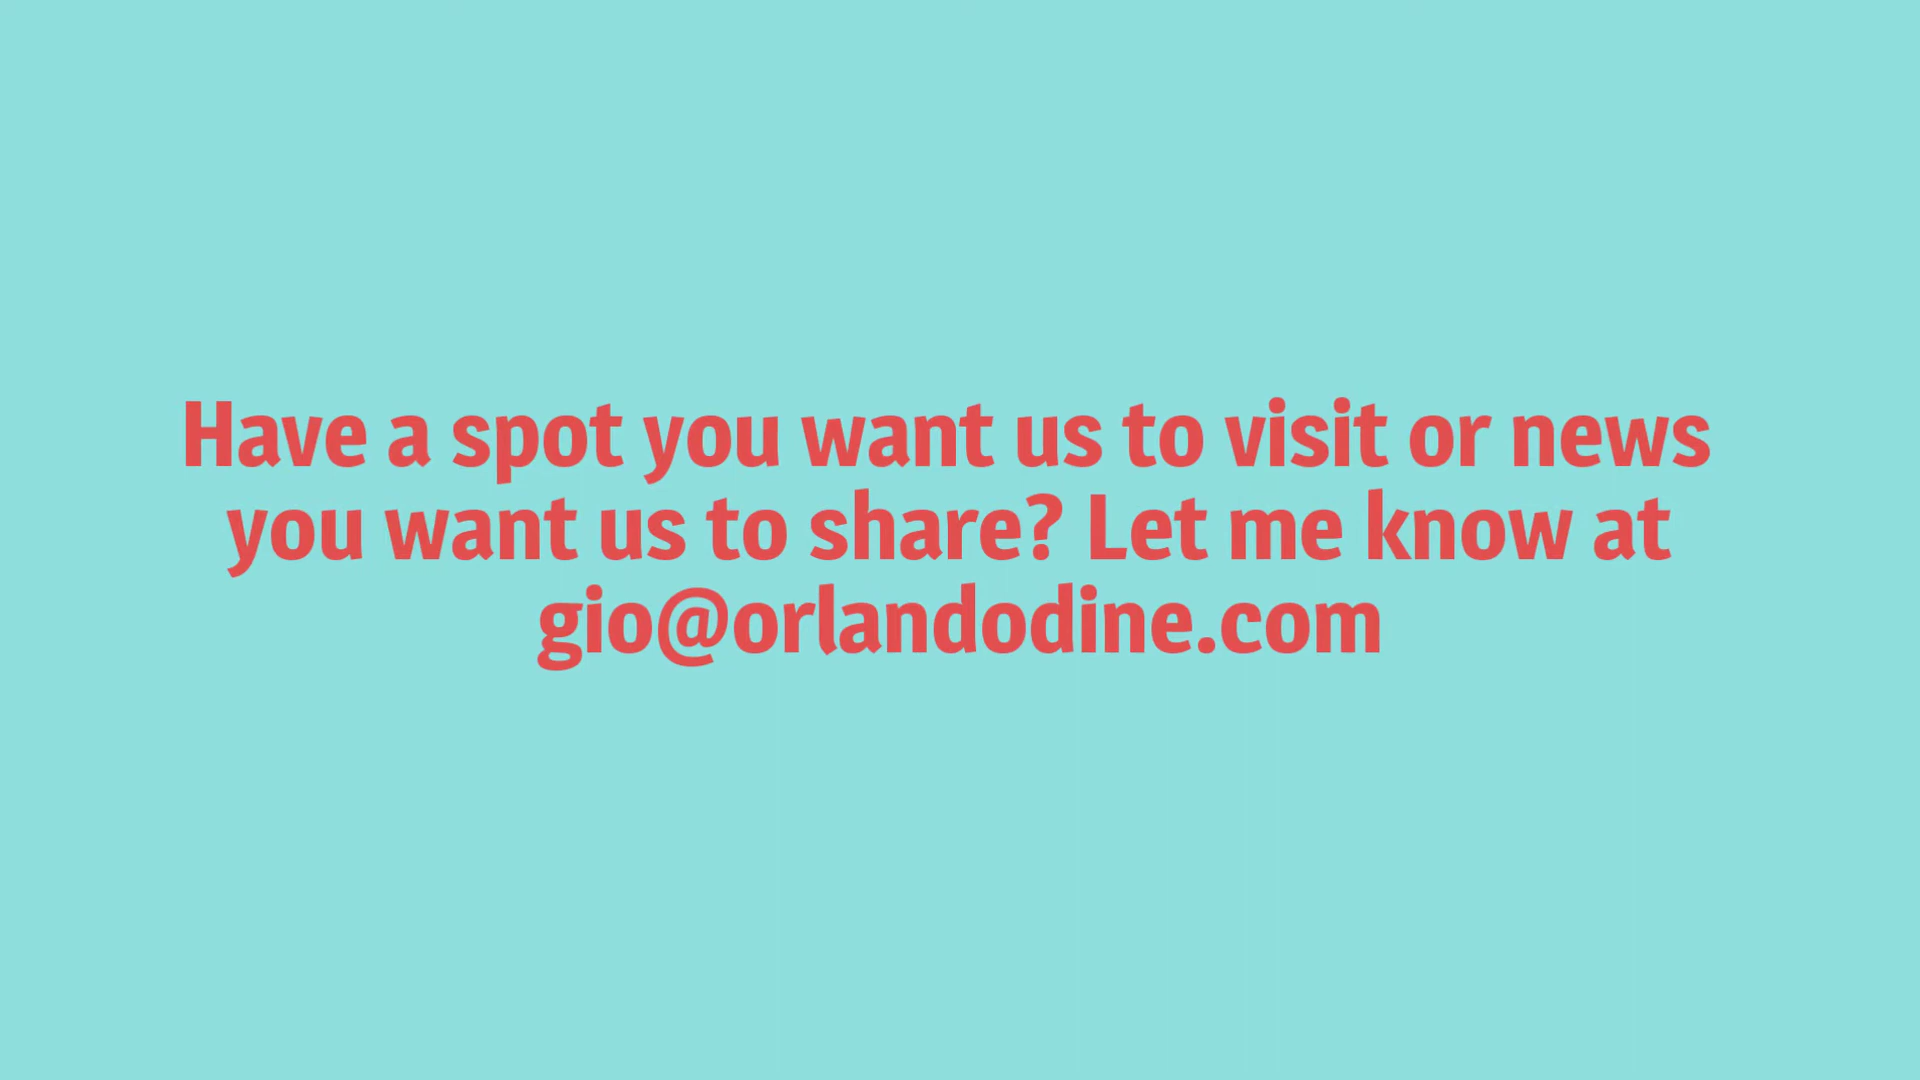 Have a spot you want us to visit or news
you want us to share? Let me know at
gio@orlandodine.com